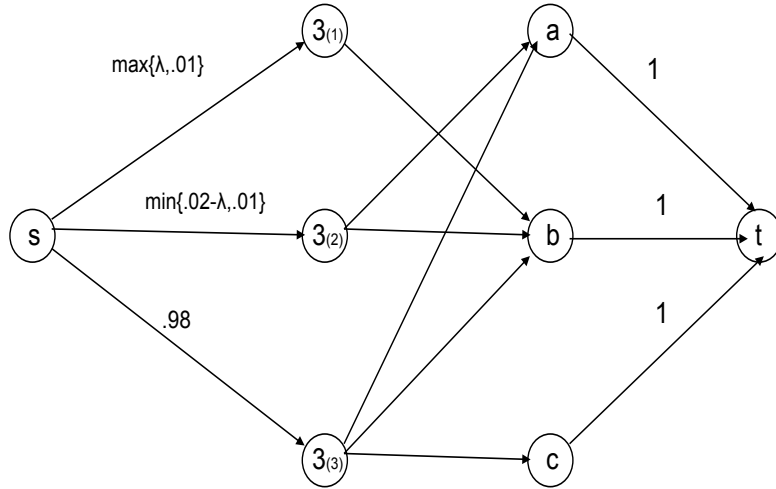 3(1)
a
max{λ,.01}
1
min{.02-λ,.01}
1
s
3(2)
b
t
.98
1
3(3)
c